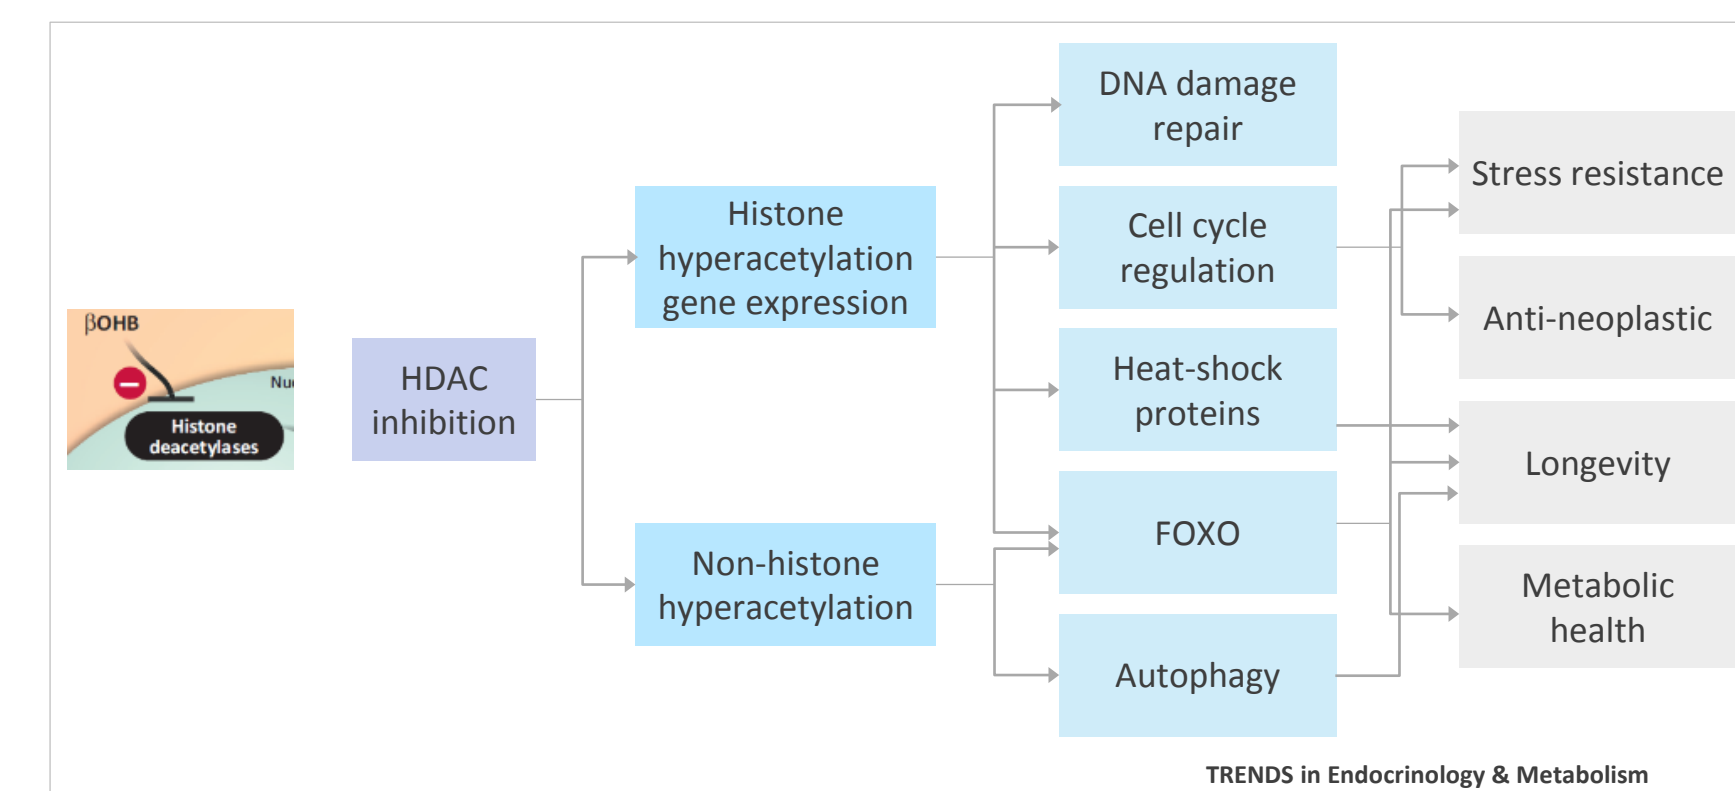 βOHB
Nu
Histone
deacetylases
HDAC
inhibition
Histone
hyperacetylation
gene expression
Non-histone
hyperacetylation
DNA damage
repair
Cell cycle
regulation
Heat-shock
proteins
FOXO
Autophagy
Stress resistance
Anti-neoplastic
Longevity
Metabolic
health
TRENDS in Endocrinology & Metabolism